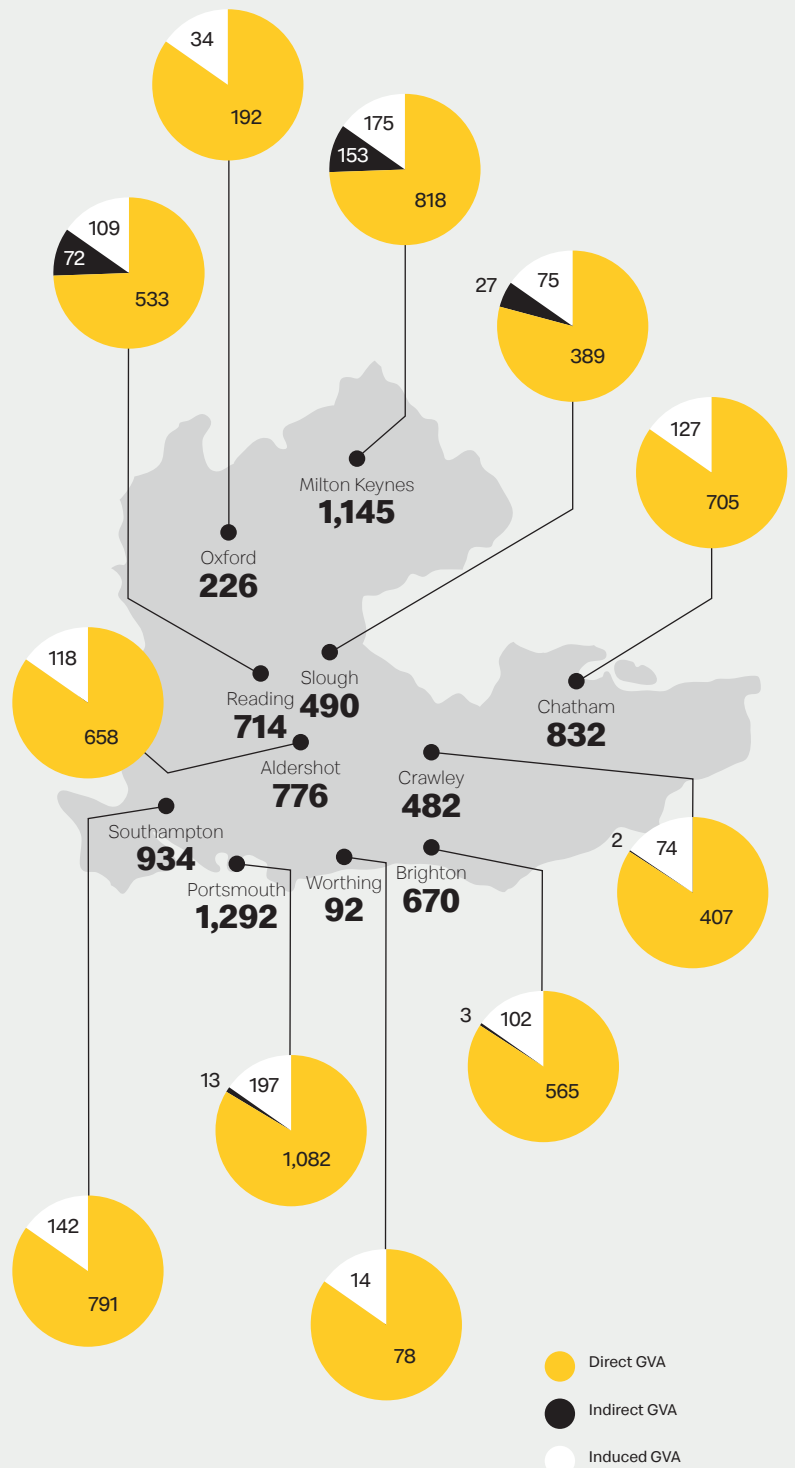 34
192
175
153
818
109
72
533
27
75
389
127
705
Milton Keynes
1,145
Oxford
226
118
658
Slough
490
Reading
714
Chatham
832
Aldershot
776
Crawley
482
Southampton
934
Portsmouth
1,292
Worthing
92
Brighton
670
2
74
407
3
102
565
13
197
1,082
142
791
14
78
Direct GVA
Indirect GVA
Induced GVA